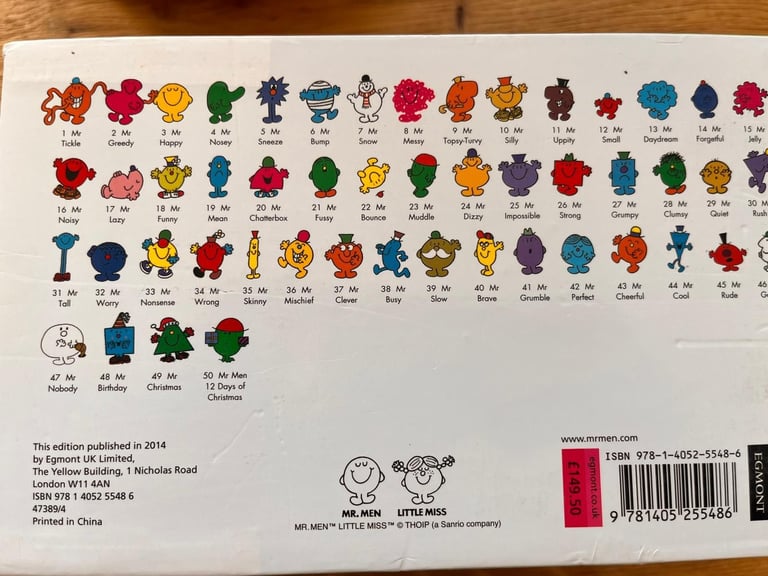 1 Mr 2 Mr 3 Mr 4 Mr 5 Mr 6 Mr 7 Mr 8 Mr 9 Mr 10 Mr 11 Mr 12 Mr 13 Mr 14 Mr 15 Mr
Tickle Greedy Happy Nosey Sneeze Bump Snow Messy Topsy-Turvy Silly Uppity Small Daydream Forgetful Jelly
16 Mr 17 Mr 18 Mr 19 Mr 20 Mr 21 Mr 22 Mr 23 Mr 24 Mr 25 Mr 26 Mr 27 Mr 28 Mr 29 Mr 30 M
Noisy Lazy Funny Mean Chatterbox Fussy Bounce Muddle Dizzy Impossible Strong Grumpy Clumsy Quiet Rush
31 Mr 32 Mr 33 Mr 34 Mr 35 Mr 36 Mr 37 Mr 38 Mr 39 Mr 40 Mr 41 Mr 42 Mr 43 Mr 44 Mr 45 Mr 46
Tall Worry Nonsense Wrong Skinny Mischief Clever Busy Slow Brave Grumble Perfect Cheerful Cool Rude
47 Mr 48 Mr 49 Mr 50 Mr Men
Nobody Birthday Christmas 12 Days of
Christmas
This edition published in 2014
by Egmont UK Limited,
The Yellow Building, 1 Nicholas Road
London W11 4AN
ISBN 978 1 4052 5548 6
47389/4
Printed in China
MR. MEN LITTLE MISS
MR. MEN™ LITTLE MISS™ © THOIP (a Sanrio company)
www.mrmen.com
ISBN 978-1-4052-5548-6
egmont.co.uk
£149.50
9 781405 255486
EGMONT